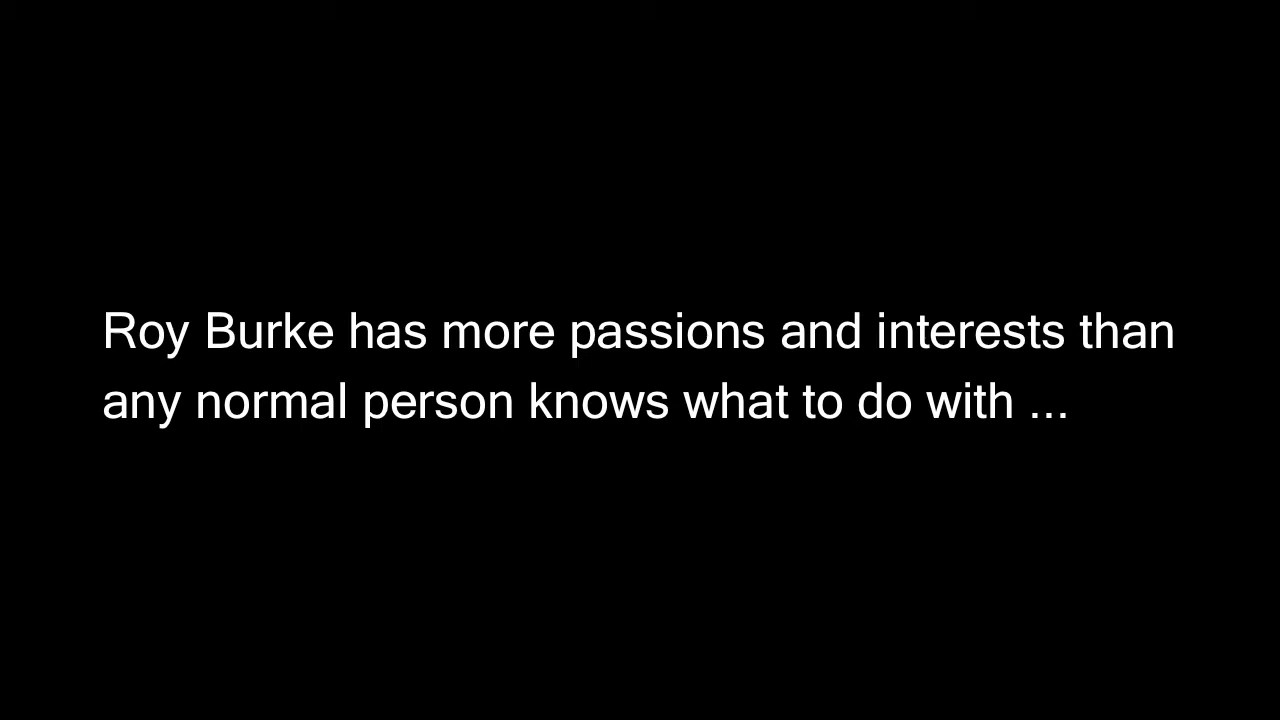 Roy Burke has more passions and interests than
any normal person knows what to do with ...